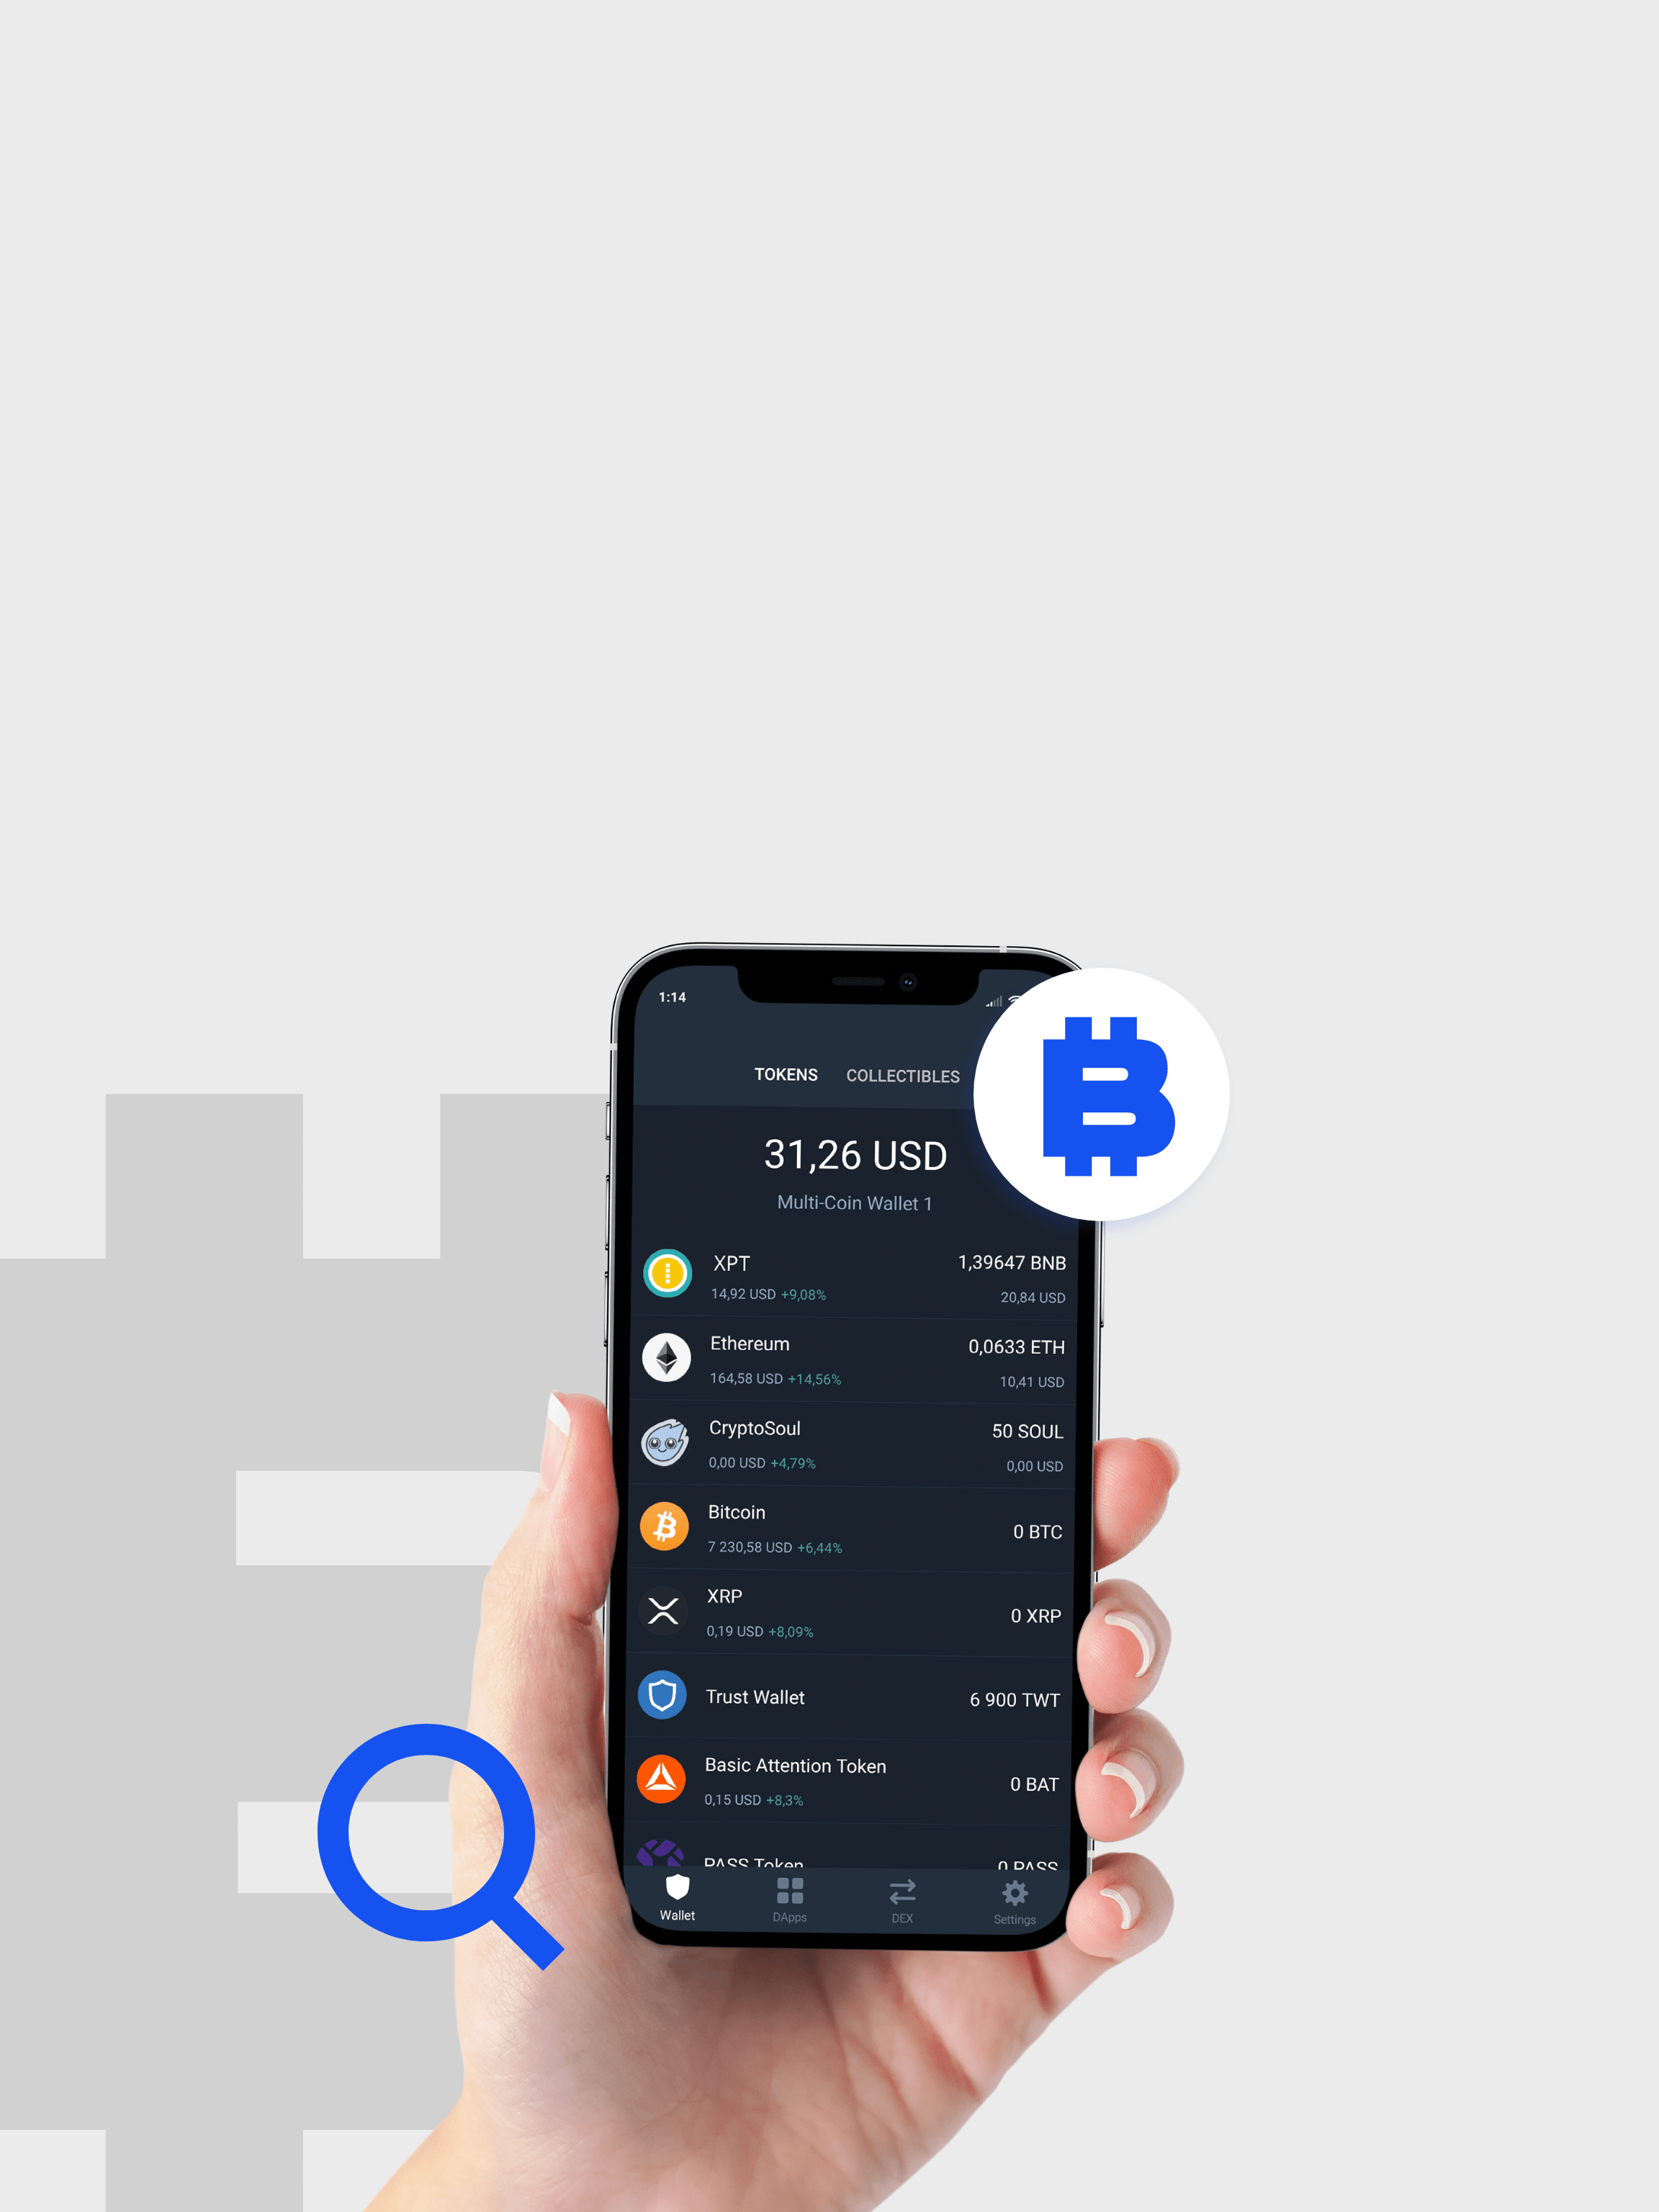 1:14
TOKENS COLLECTIBLES
31,26 USD
Multi-Coin Wallet 1
XPT 1,39647 BNB
14,92 USD +9,08% 20,84 USD
Ethereum 0,0633 ETH
164,58 USD +14,56% 10,41 USD
CryptoSoul 50 SOUL
0,00 USD +4,79% 0,00 USD
Bitcoin 0 BTC
7 230,58 USD +6,44%
XRP 0 XRP
0,19 USD +8,09%
Trust Wallet 6 900 TWT
Basic Attention Token 0 BAT
0,15 USD +8,3%
PASS Token 0 PASS
Wallet DApps DEX Settings